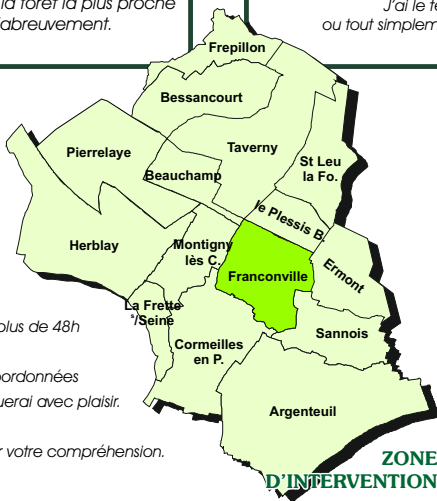 la forêt la plus proche
abreuvement.
J'ai le te
ou tout simplem
Frepillon
Bessancourt
Taverny
Pierrelaye
Beauchamp
St Leu
la Fo.
le Plessis B.
Herblay
Montigny
lès C.
Franconville
Ermont
La Frette
s/Seine
Sannois
Cormeilles
en P.
Argenteuil
plus de 48h
ordonnées
uerai avec plaisir.
r votre compréhension.
ZONE
D'INTERVENTION